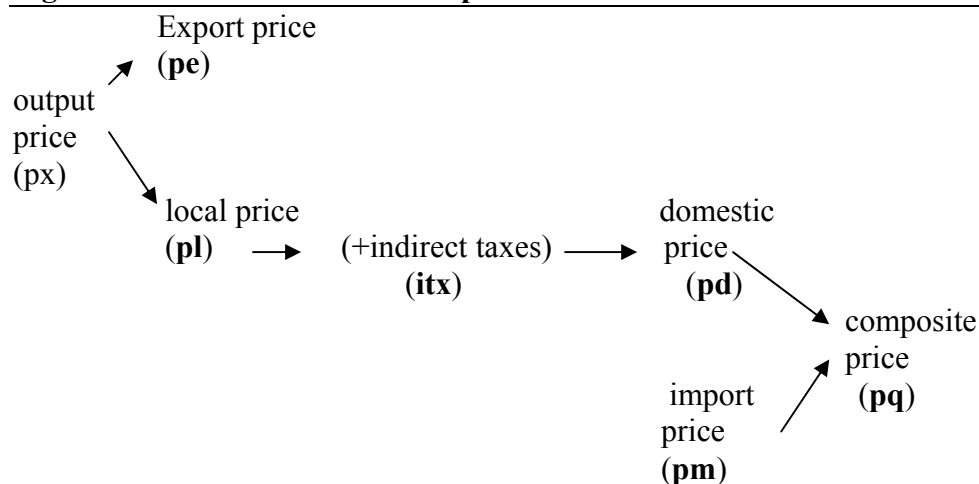 Export price
(pe)
output
price
(px)
local price
(pl)
(+indirect taxes)
(itx)
domestic
price
(pd)
composite
price
(pq)
import
price
(pm)